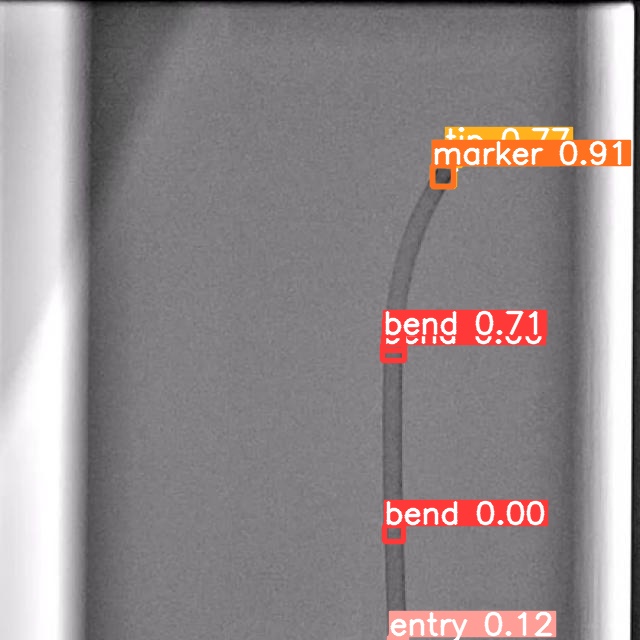 tip 0.77
marker 0.91
bend 0.71
bend 0.00
entry 0.12